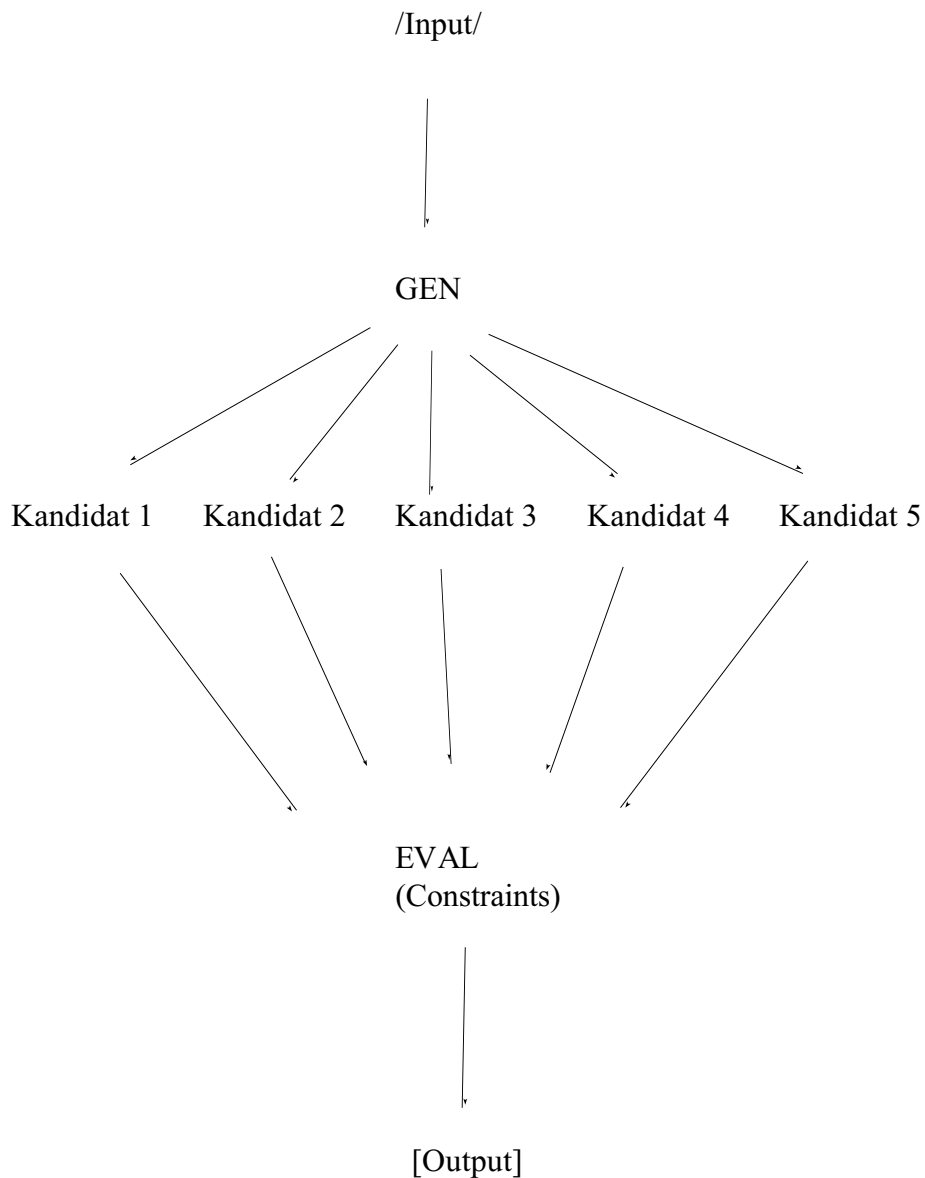 /Input/
GEN
Kandidat 1 Kandidat 2 Kandidat 3 Kandidat 4 Kandidat 5
EVAL
(Constraints)
[Output]